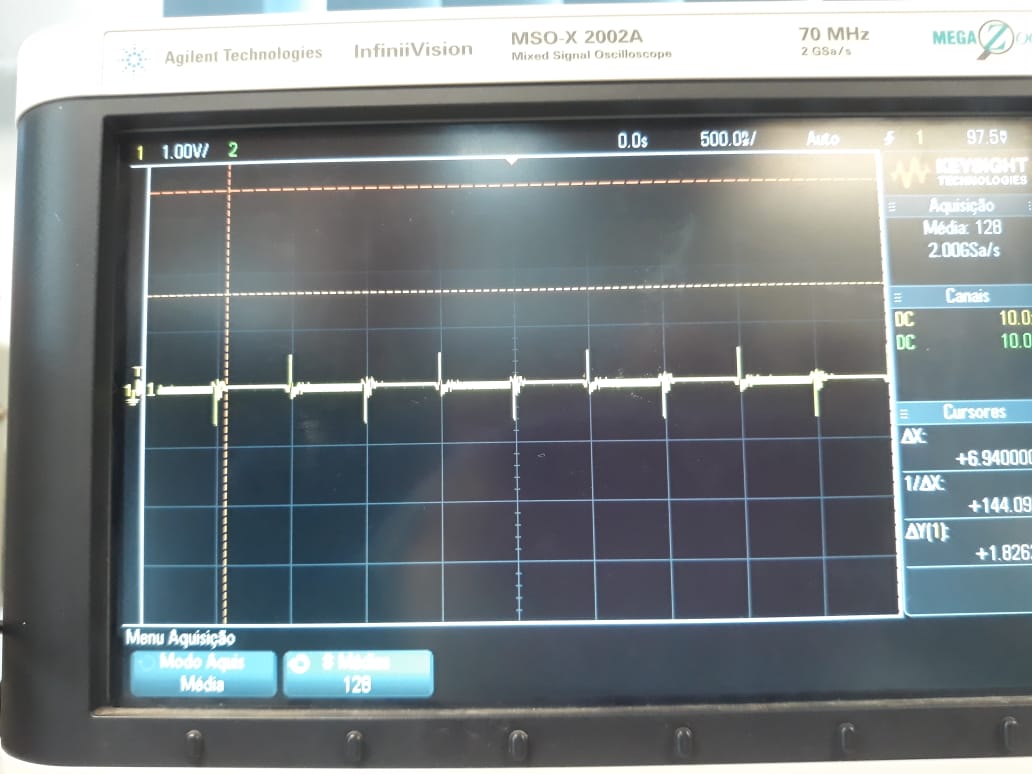 Agilent Technologies InfiniiVision MSO-X 2002A 70 MHz MEGA Z
Mixed Signal Oscilloscope 2 GSa/s
1 1.00V/ 2 0.0s 500.0 / Auto 1 97.5
KEYSIGHT
TECHNOLOGIES
Aquisição
Média: 128
2.00GSa/s
Canais
DC 10.0
DC 10.0
Cursores
ΔX:
+6.940000
1/ΔX:
+144.09
ΔY(1):
+1.8263
Menu Aquisição
Modo Aquis
Média
# Médias
128